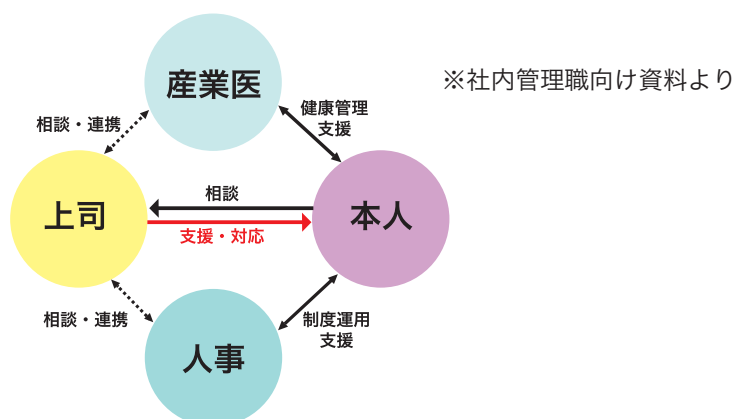 産業医
※社内管理職向け資料より
相談・連携
健康管理
支援
上司
相談
支援・対応
本人
相談・連携
制度運用
支援
人事